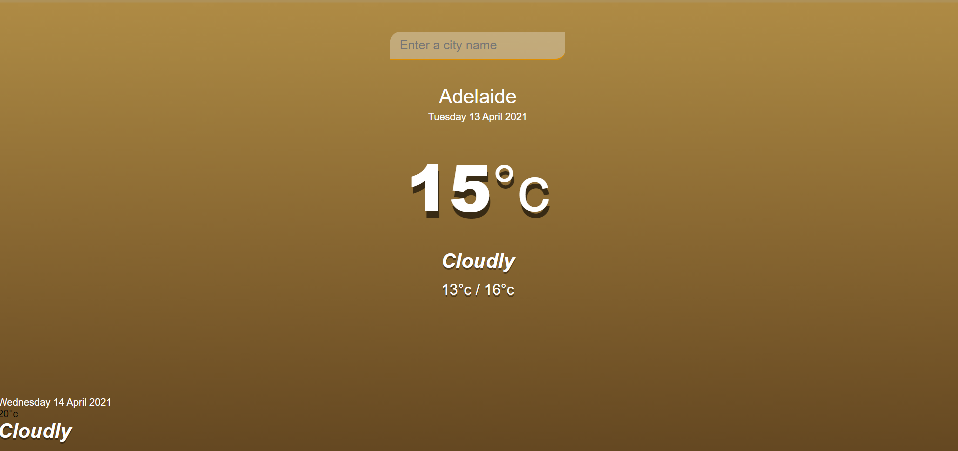 Enter a city name
Adelaide
Tuesday 13 April 2021
15°c
Cloudly
13°c / 16°c
Wednesday 14 April 2021
20°c
Cloudly